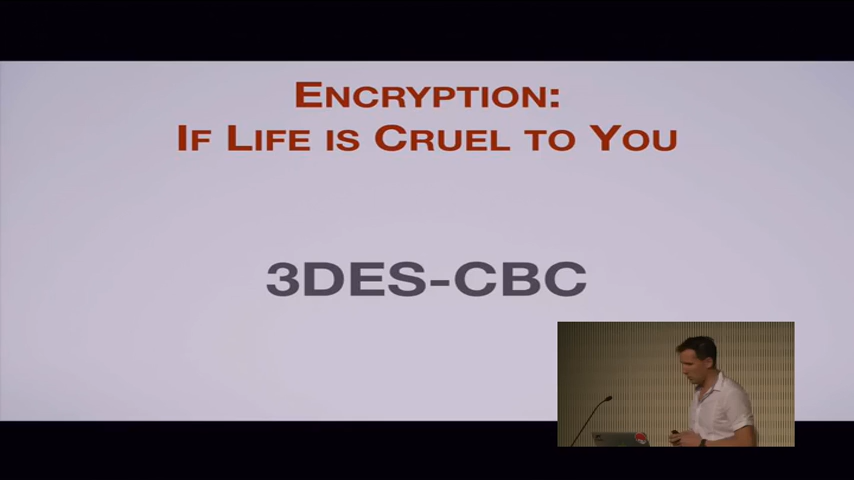 ENCRYPTION:
IF LIFE IS CRUEL TO YOU
3DES-CBC